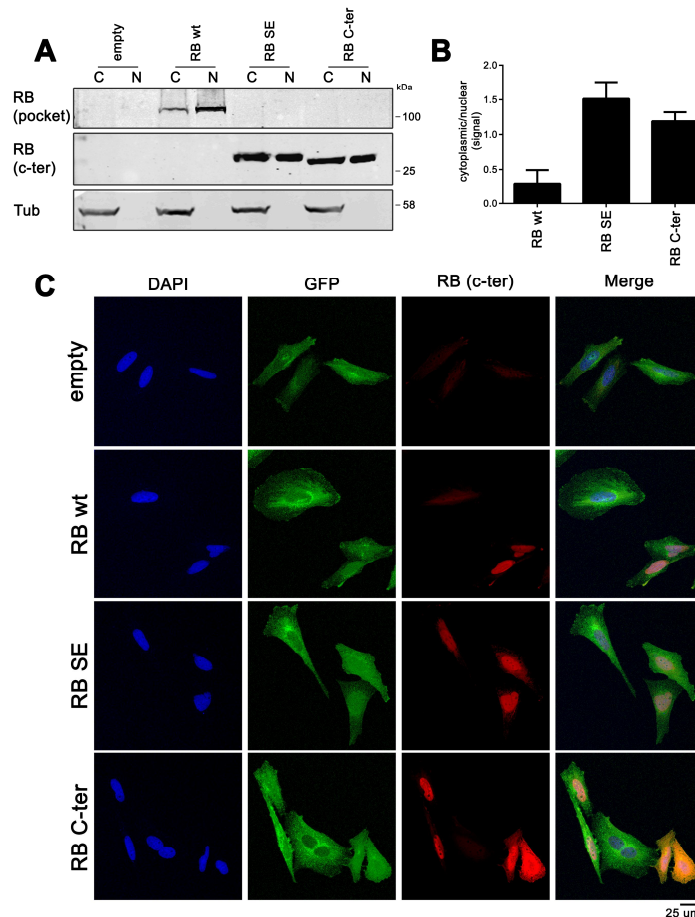 A
empty
RB wt
RB SE
RB C-ter
C N C N C N C N
kDa
RB
(pocket)
100
RB
(c-ter)
25
Tub
58
B
cytoplasmic/nuclear
(signal)
2.0
1.5
1.0
0.5
0.0
RB wt
RB SE
RB C-ter
C
DAPI GFP RB (c-ter) Merge
empty
RB wt
RB SE
RB C-ter
25 um